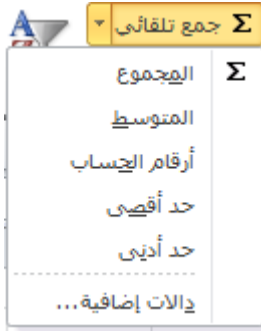 Σ جمع تلقائي
Σ المجموع
المتوسط
أرقام الحساب
حد أقصى
حد أدنى
دالات إضافية...